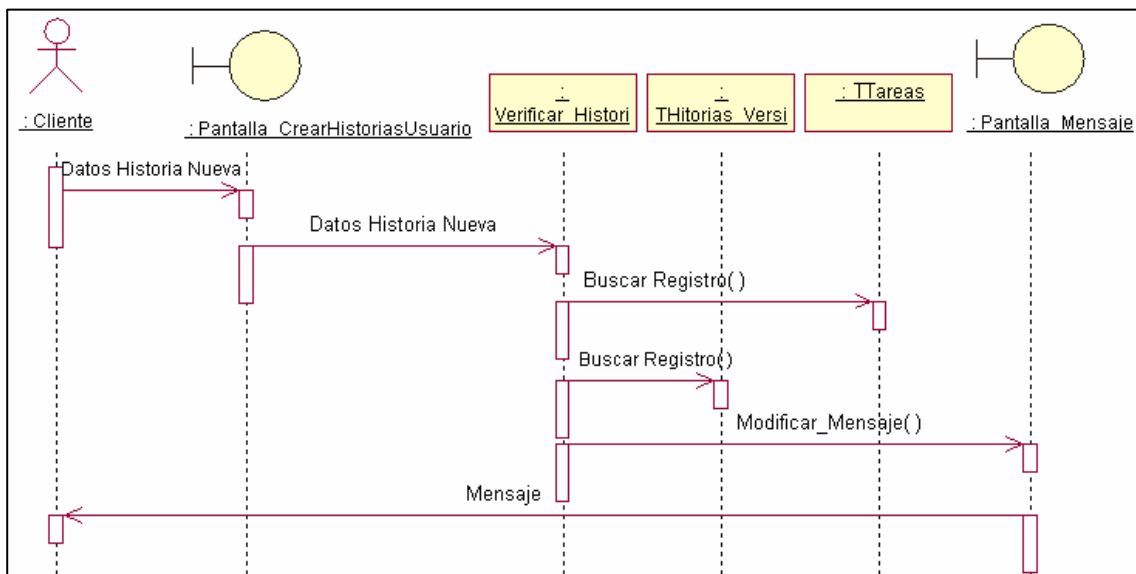 : Cliente
: Pantalla_CrearHistoriasUsuario
:
Verificar_Histori
:
THitorias_Versi
: TTareas
: Pantalla_Mensaje
Datos Historia Nueva
Datos Historia Nueva
Buscar Registro( )
Buscar Registro()
Modificar_Mensaje( )
Mensaje